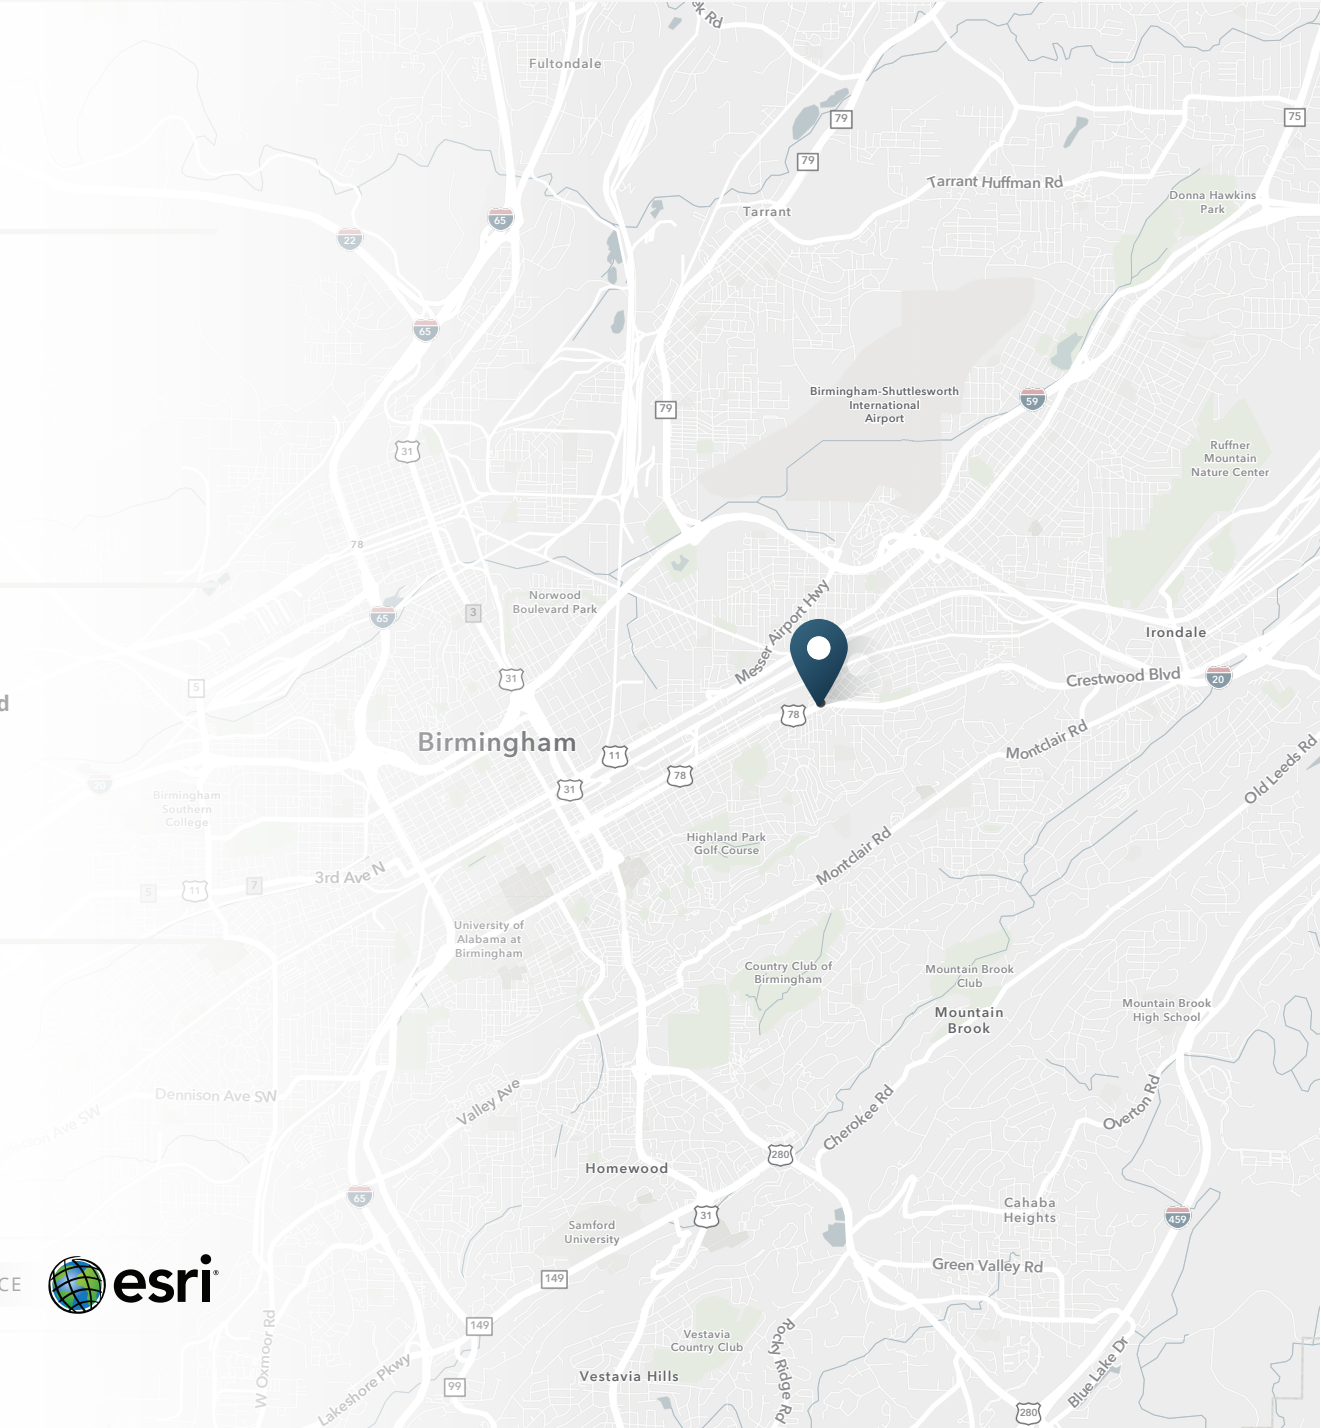 Rd
Fultondale
79
75
79
Tarrant Huffman Rd
Donna Hawkins
Park
Tarrant
65
22
65
Birmingham-Shuttlesworth
International
Airport
59
79
31
Ruffner
Mountain
Nature Center
78
Norwood
Boulevard Park
3
65
Messer Airport Hwy
Irondale
31
Crestwood Blvd
20
5
d
78
Birmingham
Montclair Rd
11
78
31
20
Old Leeds Rd
Birmingham
Southern
College
Highland Park
Golf Course
Montclair Rd
3rd Ave N
5
11
7
University of
Alabama at
Birmingham
Country Club of
Birmingham
Mountain Brook
Club
Mountain Brook
High School
Mountain
Brook
Dennison Ave SW
Valley Ave
Ave SW
Cherokee Rd
Overton Rd
280
Homewood
65
31
Cahaba
Heights
459
Samford
University
149
Green Valley Rd
CE
esri®
149
W Oxmoor Rd
Vestavia
Country Club
Rocky Ridge Rd
Vestavia Hills
Lakeshore Pkwy
99
Blue Lake Dr
280